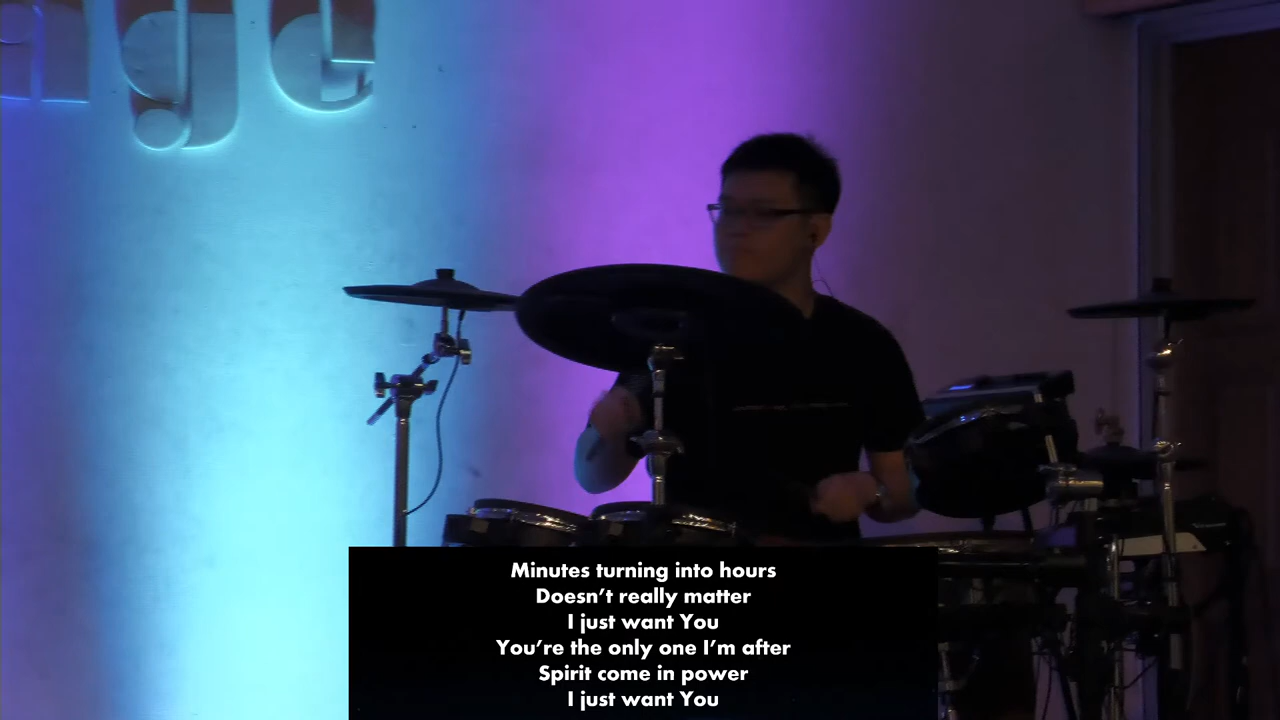 age
Minutes turning into hours
Doesn't really matter
I just want You
You're the only one I'm after
Spirit come in power
I just want You